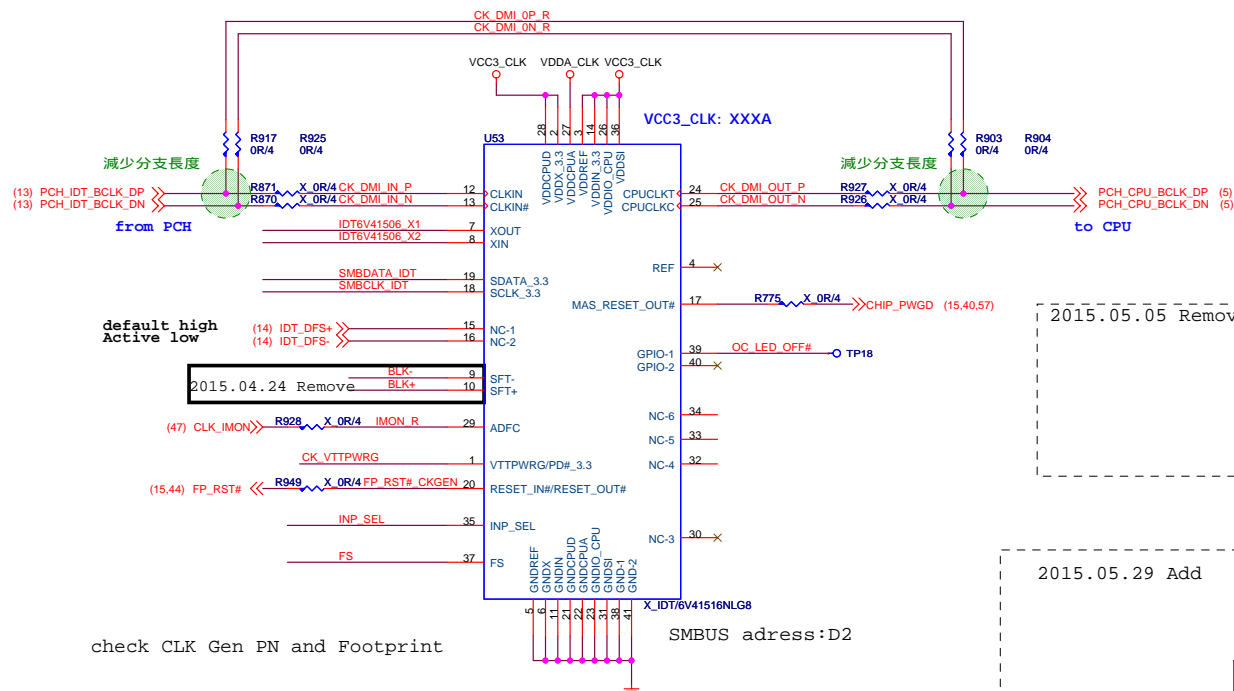 CK_DMI_0P_R
CK_DMI_0N_R
VCC3_CLK VDDA_CLK VCC3_CLK
VCC3_CLK: XXXA
U53
28 2 27 3 14 26 36
VDDCPUD
VDDX_3.3
VDDCPUA
VDDREF
VDDIN_3.3
VDDIO_CPU
VDDSI
R917 R925
0R/4 0R/4
R903 R904
0R/4 0R/4
減少分支長度
減少分支長度
(13) PCH_IDT_BCLK_DP R871 X_0R/4 CK_DMI_IN_P 12 CLKIN
(13) PCH_IDT_BCLK_DN R870 X_0R/4 CK_DMI_IN_N 13 CLKIN#
CPUCLKT 24 CK_DMI_OUT_P R927 X_0R/4 PCH_CPU_BCLK_DP (5)
CPUCLKC 25 CK_DMI_OUT_N R926 X_0R/4 PCH_CPU_BCLK_DN (5)
from PCH
to CPU
IDT6V41506_X1 7 XOUT
IDT6V41506_X2 8 XIN
REF 4
SMBDATA_IDT 19 SDATA_3.3
SMBCLK_IDT 18 SCLK_3.3
MAS_RESET_OUT# 17 R775 X_0R/4 CHIP_PWGD (15,40,57)
2015.05.05 Remov
default high
Active low
(14) IDT_DFS+ 15 NC-1
(14) IDT_DFS- 16 NC-2
GPIO-1 39 OC_LED_OFF# TP18
GPIO-2 40
2015.04.24 Remove
BLK- 9 SFT-
BLK+ 10 SFT+
NC-6 34
(47) CLK_IMON R928 X_0R/4 IMON_R 29 ADFC
NC-5 33
CK_VTTPWRG 1 VTTPWRG/PD#_3.3
NC-4 32
(15,44) FP_RST# R949 X_0R/4 FP_RST#_CKGEN 20 RESET_IN#/RESET_OUT#
INP_SEL 35 INP_SEL
NC-3 30
FS 37 FS
GNDREF
GNDX
GNDIN
GNDCPUD
GNDCPUA
GNDIO_CPU
GNDSI
GND-1
GND-2
5 6 11 21 22 23 31 38 41
X_IDT/6V41516NLG8
2015.05.29 Add
SMBUS adress:D2
check CLK Gen PN and Footprint